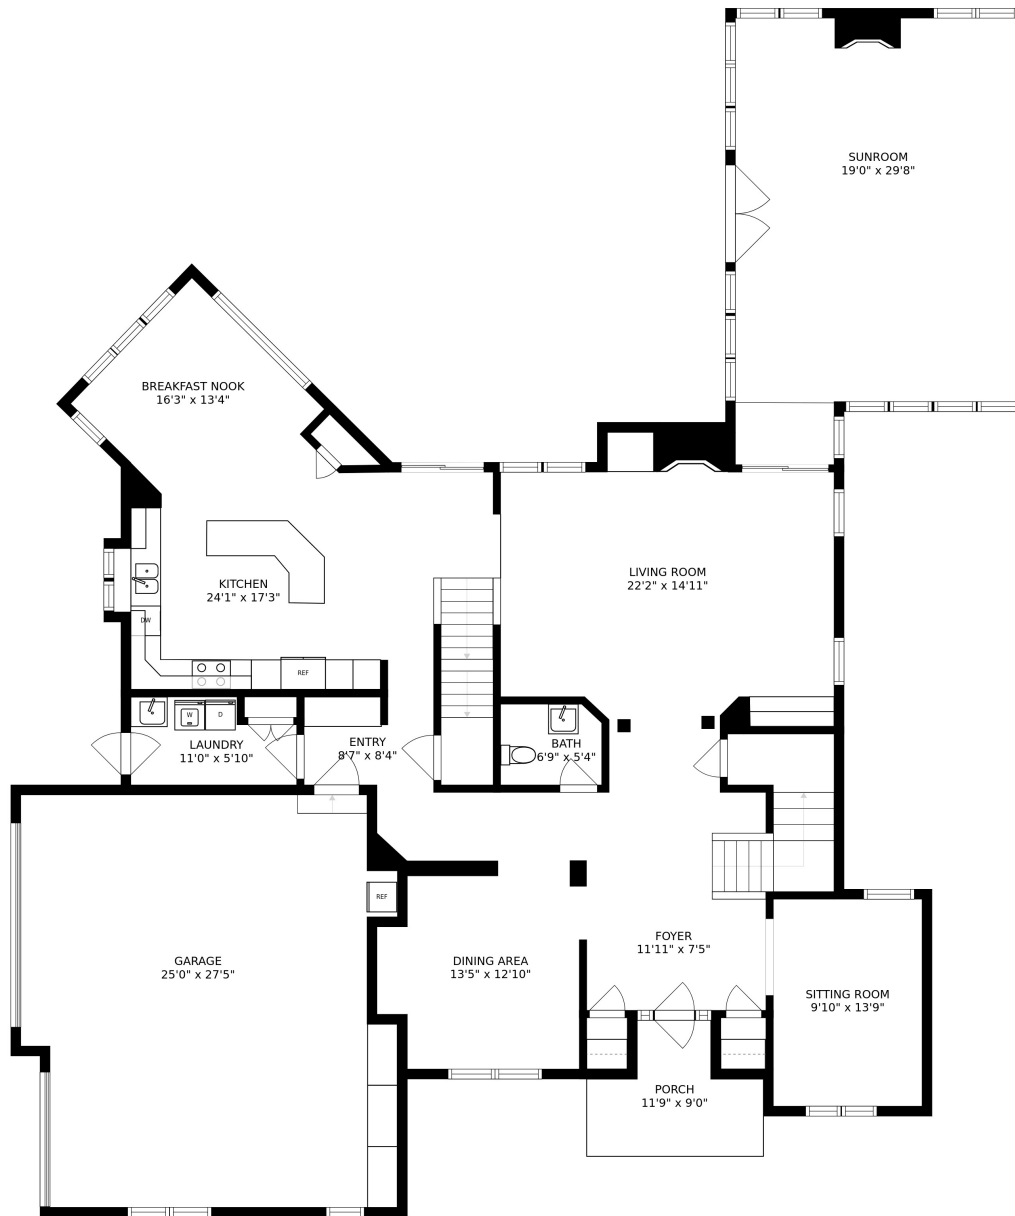 SUNROOM
19'0" x 29'8"
BREAKFAST NOOK
16'3" x 13'4"
LIVING ROOM
22'2" x 14'11"
KITCHEN
24'1" x 17'3"
DW
REF
W
D
LAUNDRY
11'0" x 5'10"
ENTRY
8'7" x 8'4"
BATH
6'9" x 5'4"
REF
GARAGE
25'0" x 27'5"
DINING AREA
13'5" x 12'10"
FOYER
11'11" x 7'5"
SITTING ROOM
9'10" x 13'9"
PORCH
11'9" x 9'0"